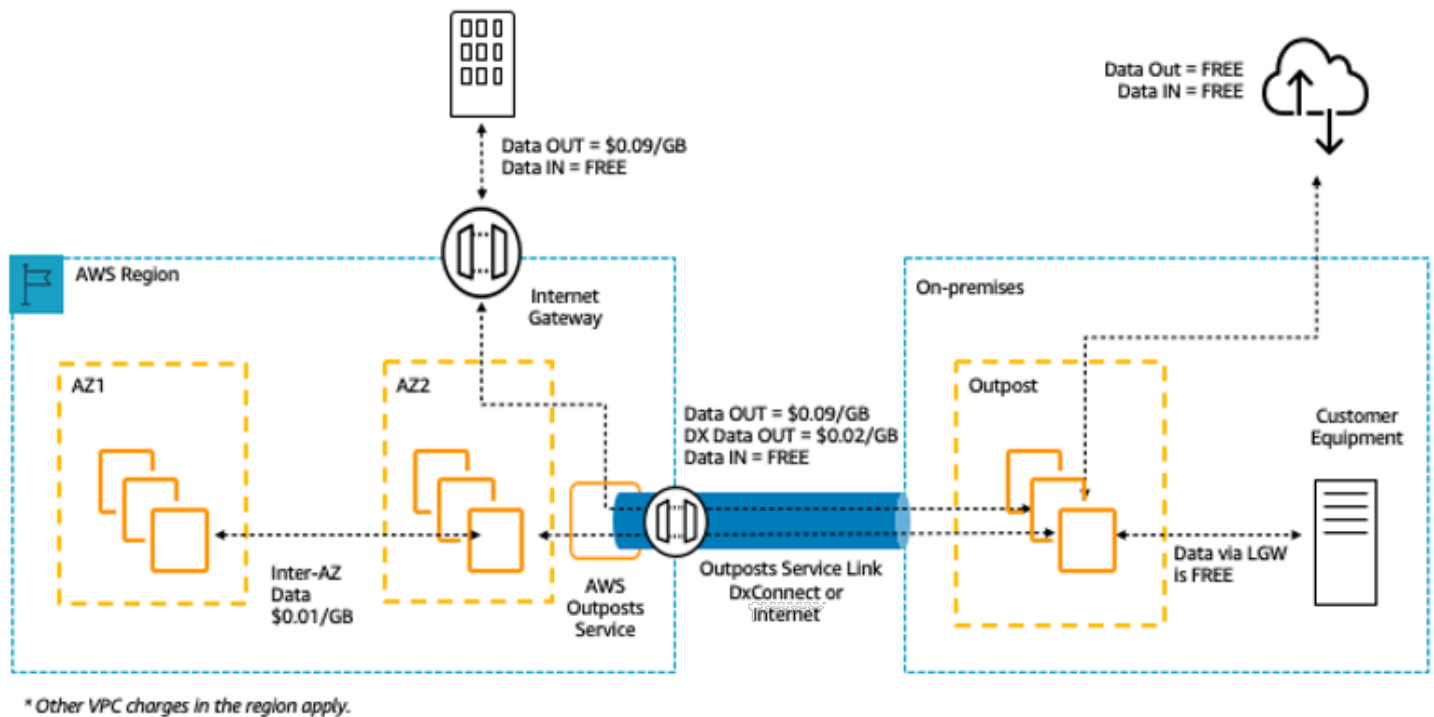 Data Out = FREE
Data IN = FREE
Data OUT = $0.09/GB
Data IN = FREE
AWS Region
Internet
Gateway
On-premises
AZ1
AZ2
Outpost
Data OUT = $0.09/GB
DX Data OUT = $0.02/GB
Data IN = FREE
Customer
Equipment
Inter-AZ
Data
$0.01/GB
AWS
Outposts
Service
Outposts Service Link
DxConnect or
Internet
Data via LGW
is FREE
* Other VPC charges in the region apply.